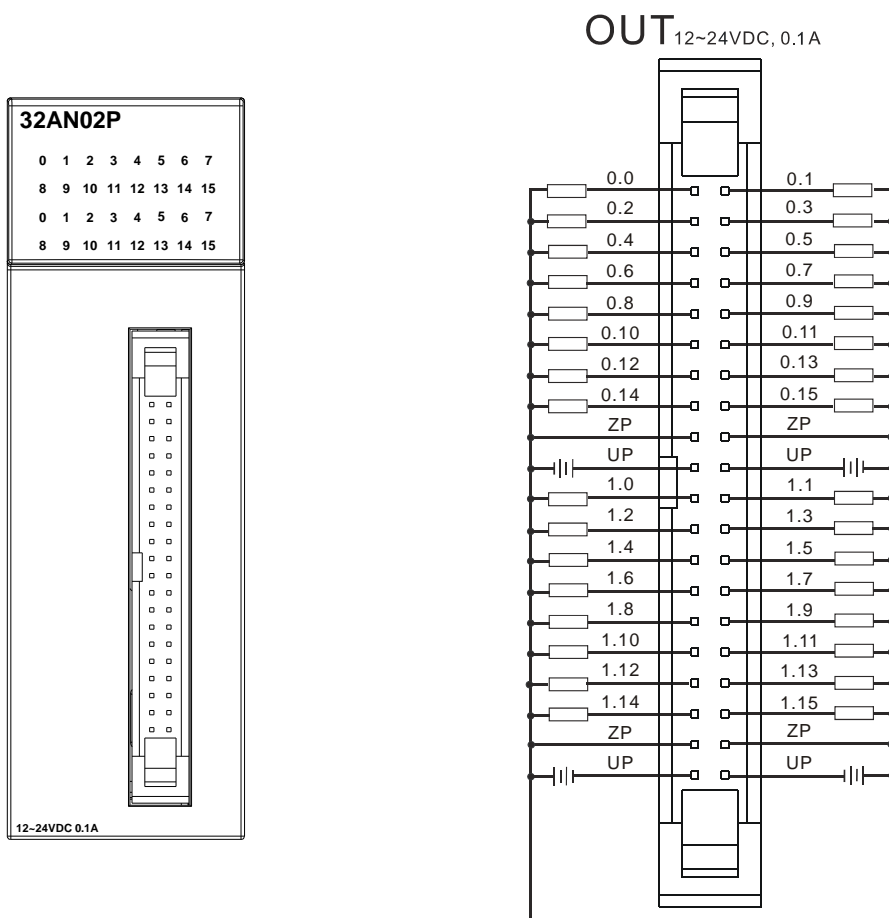 32AN02P
0 1 2 3 4 5 6 7
8 9 10 11 12 13 14 15
0 1 2 3 4 5 6 7
8 9 10 11 12 13 14 15
12~24VDC 0.1A
OUT 12~24VDC, 0.1A
0.0 0.1
0.2 0.3
0.4 0.5
0.6 0.7
0.8 0.9
0.10 0.11
0.12 0.13
0.14 0.15
ZP ZP
UP UP
1.0 1.1
1.2 1.3
1.4 1.5
1.6 1.7
1.8 1.9
1.10 1.11
1.12 1.13
1.14 1.15
ZP ZP
UP UP